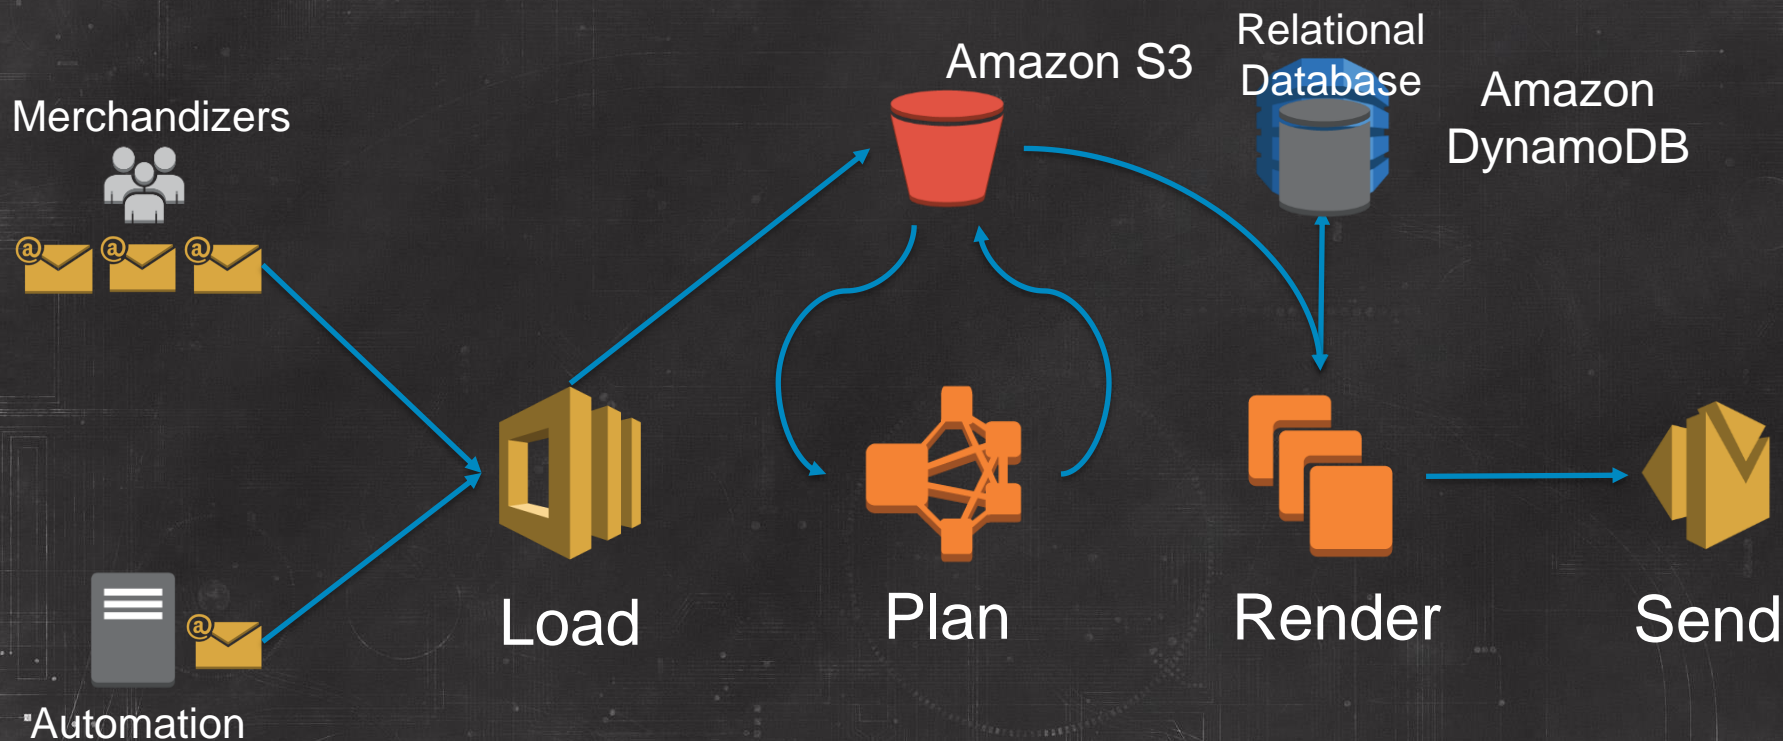 Merchandizers
@
@
@
@
Automation
Load
Amazon S3
Plan
Relational
Database
Amazon
DynamoDB
Render
Send